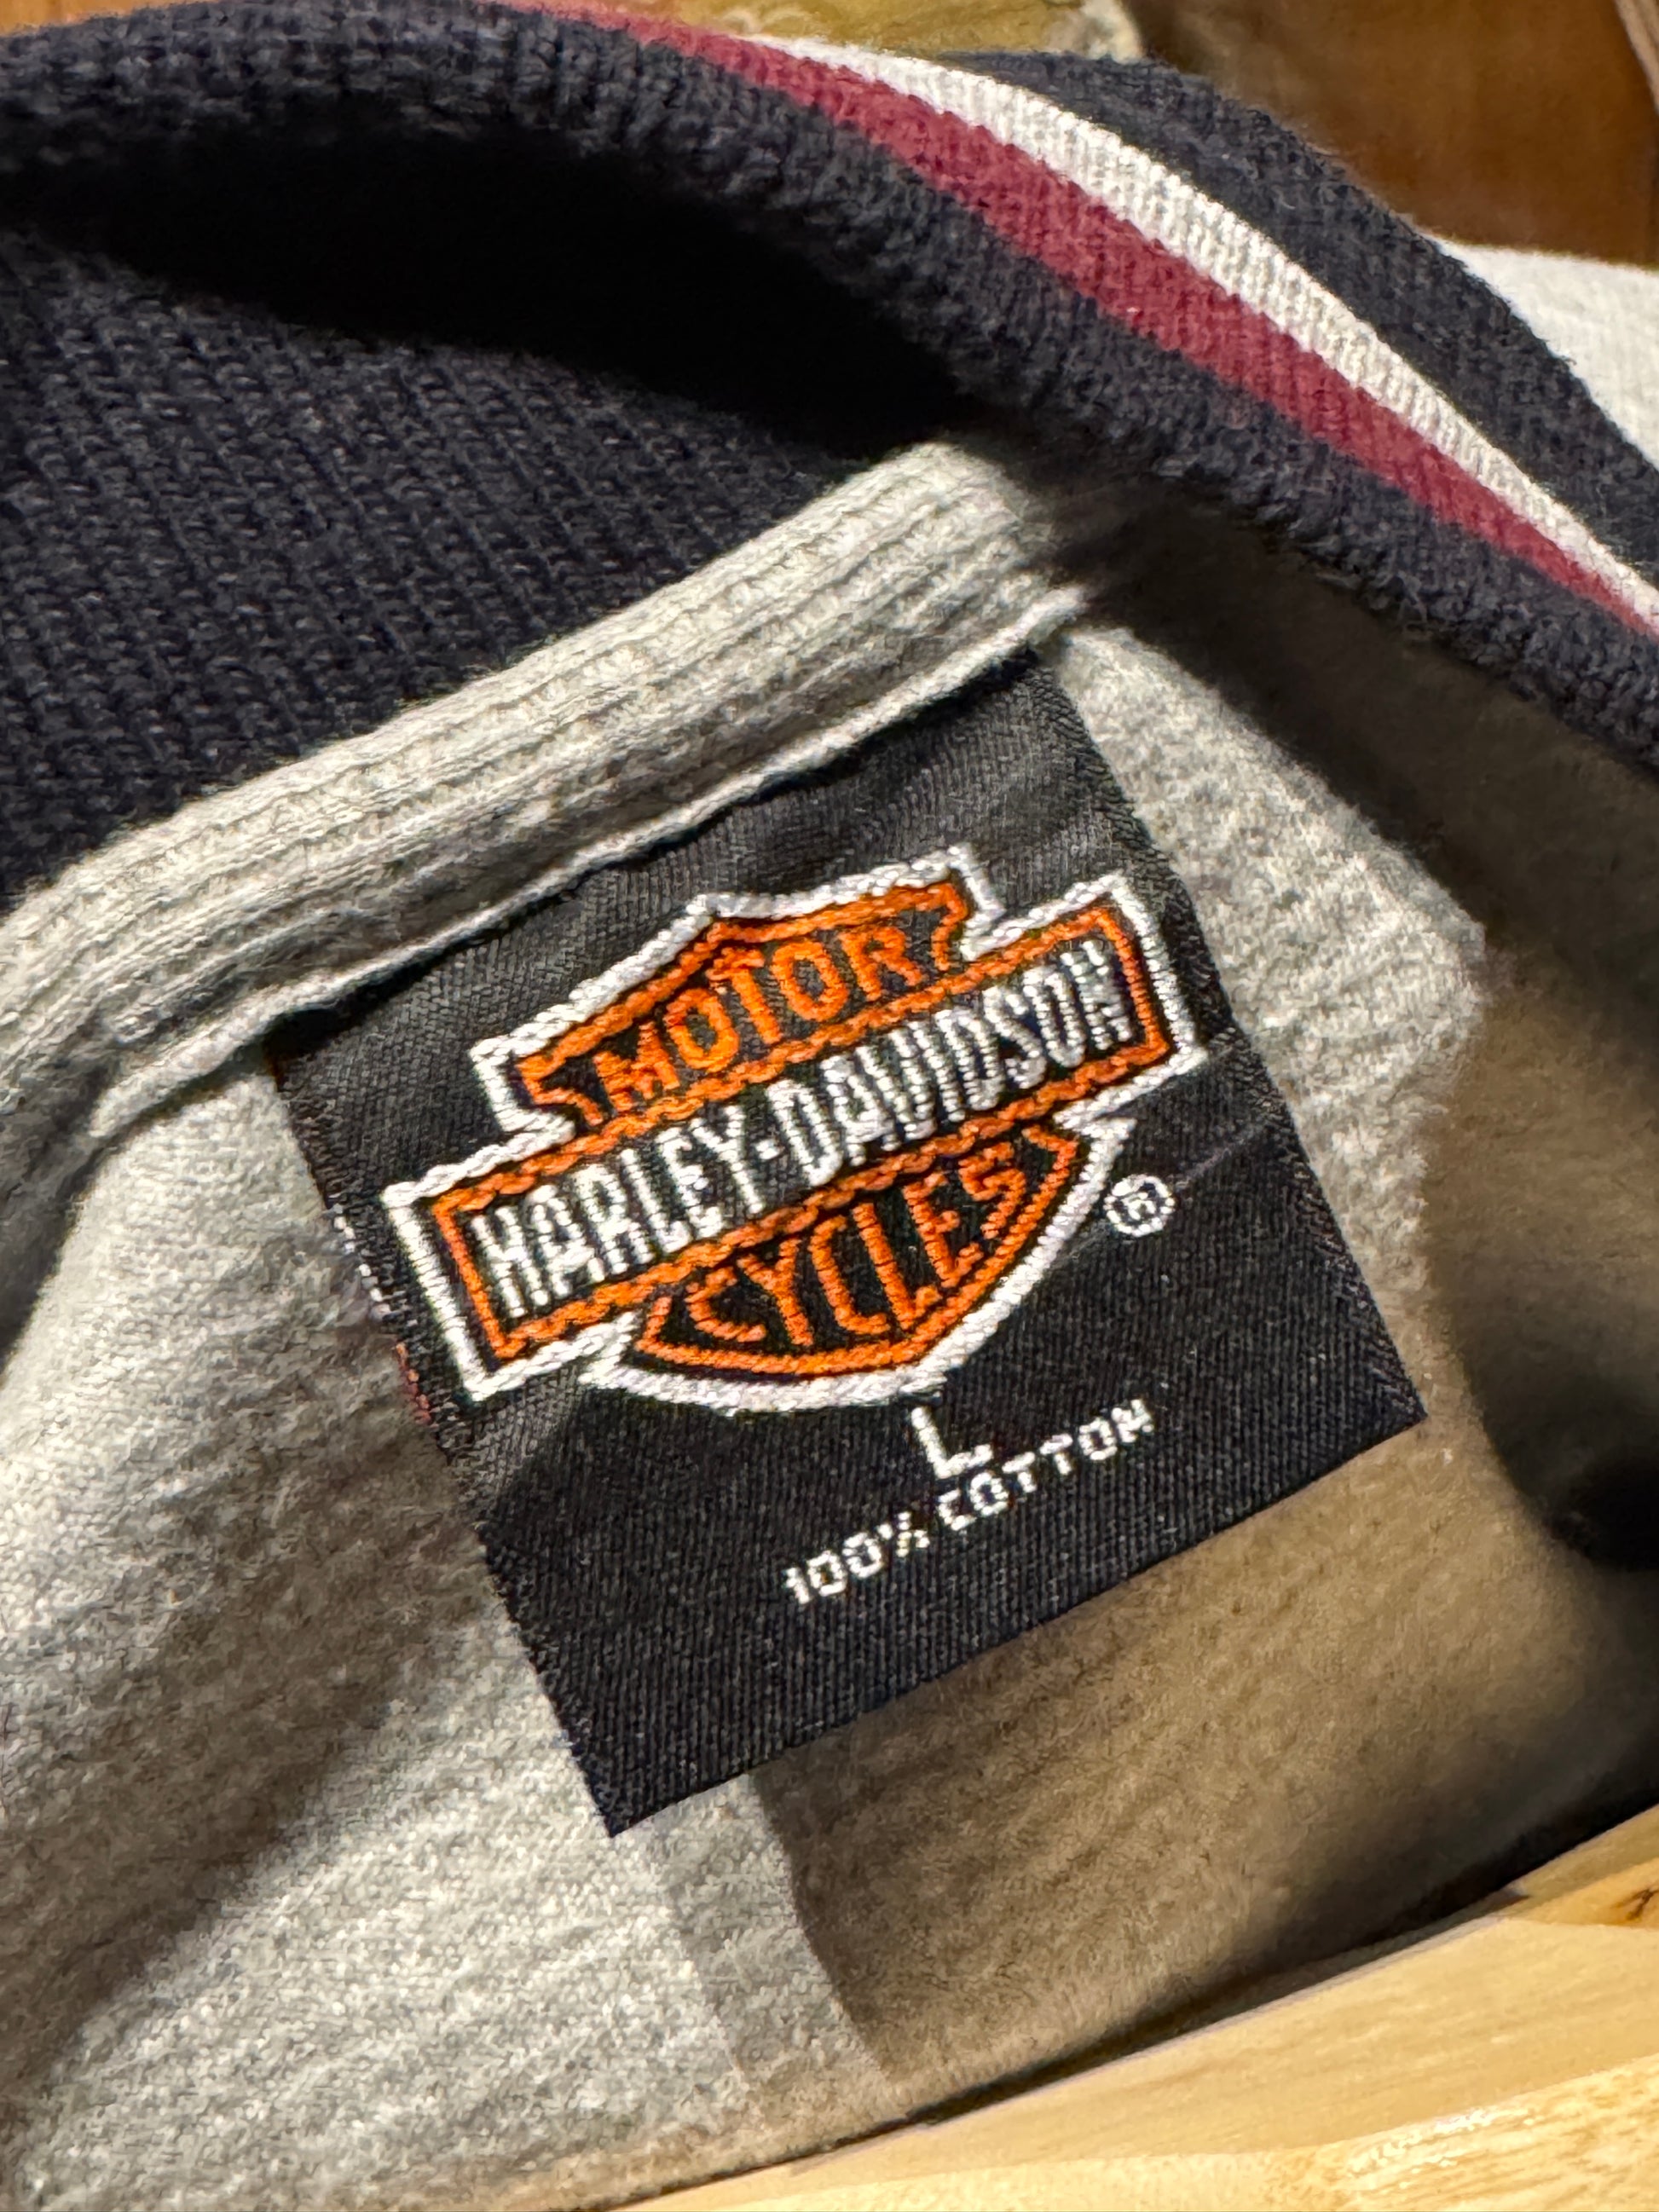 MOTOR
HARLEY-DAVIDSON
CYCLES
®
L
100% COTTON